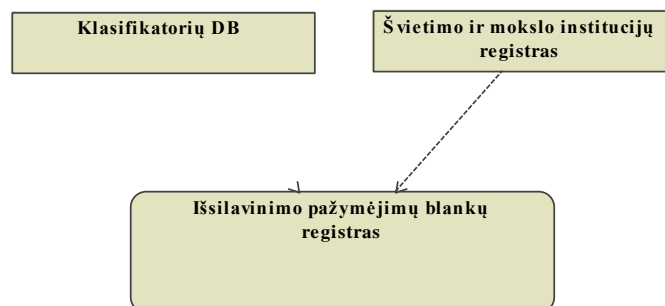 Klasifikatorių DB
Švietimo ir mokslo institucijų
registras
Išsilavinimo pažymėjimų blankų
registras